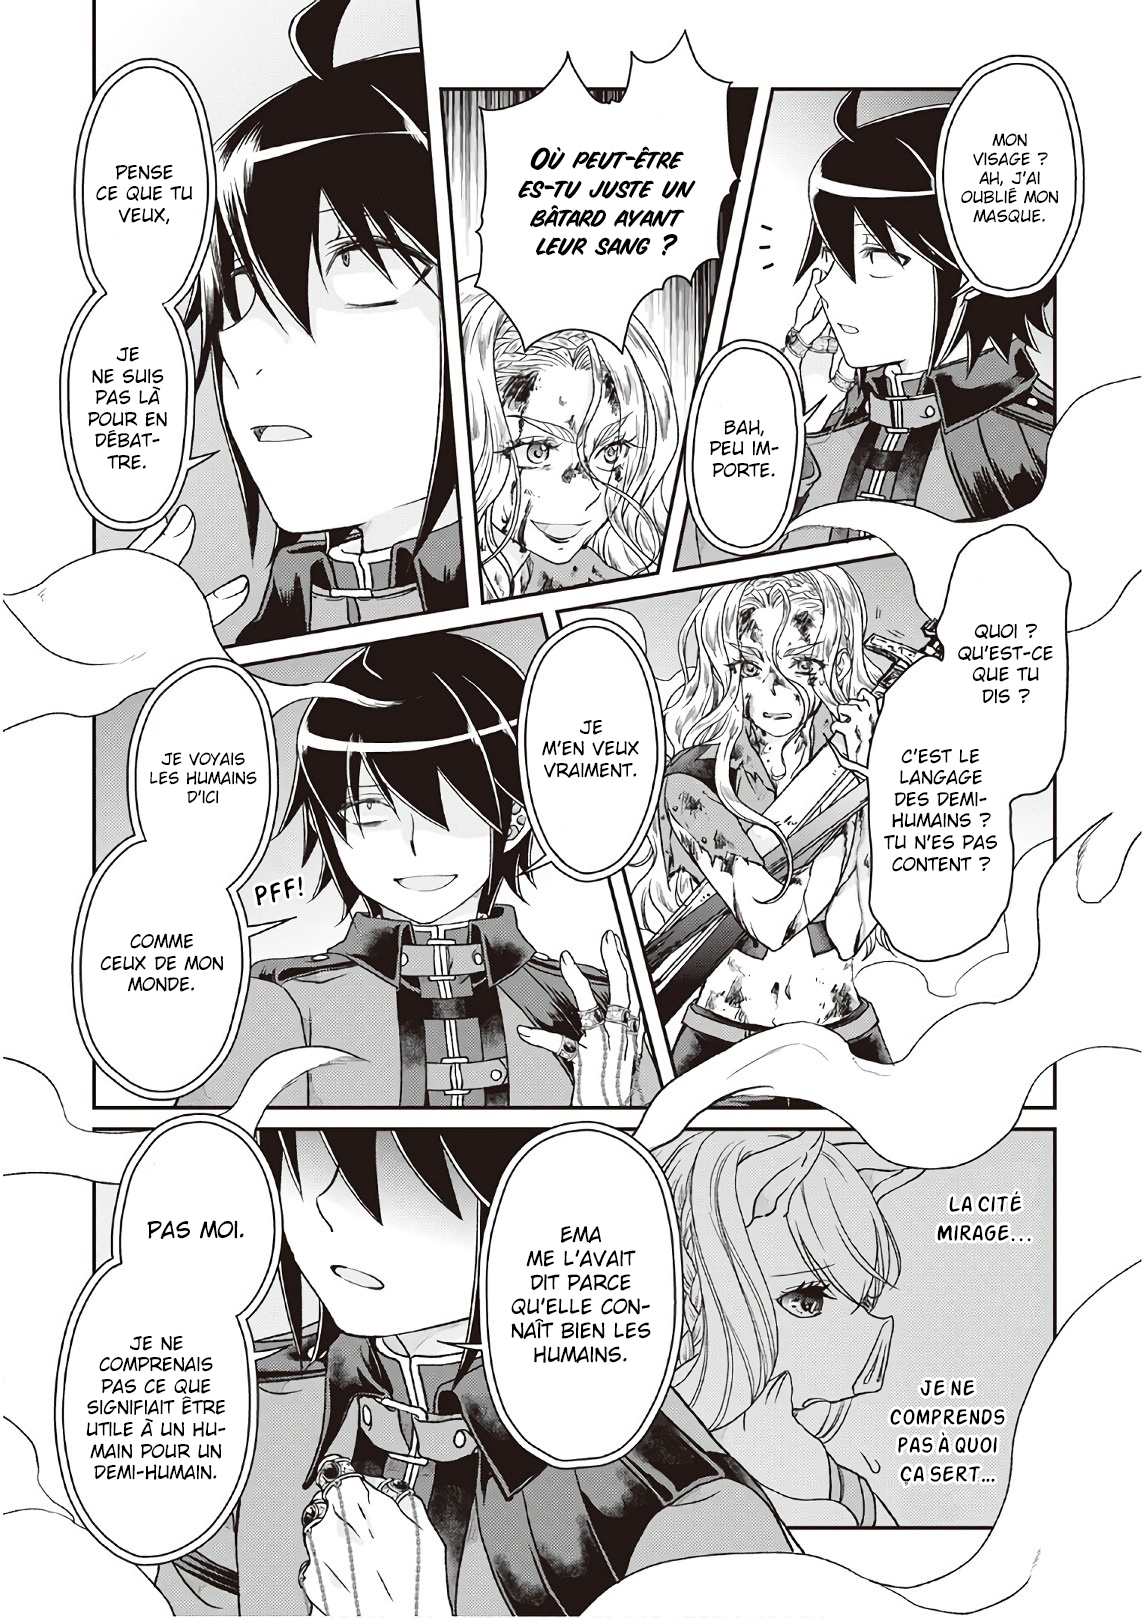 MON
VISAGE ?
AH, J'AI
OUBLIÉ MON
MASQUE.
BAH,
PEU IM-
PORTE.
OÙ PEUT-ÊTRE
ES-TU JUSTE UN
BÂTARD AYANT
LEUR SANG ?
PENSE
CE QUE TU
VEUX,
JE
NE SUIS
PAS LÀ
POUR EN
DÉBAT-
TRE.
QUOI ?
QU'EST-CE
QUE TU
DIS ?
C'EST LE
LANGAGE
DES DEMI-
HUMAINS ?
TU N'ES PAS
CONTENT ?
JE
M'EN VEUX
VRAIMENT.
JE VOYAIS
LES HUMAINS
D'ICI
PFF!
COMME
CEUX DE MON
MONDE.
LA CITÉ
MIRAGE...
JE NE
COMPRENDS
PAS À QUOI
ÇA SERT...
EMA
ME L'AVAIT
DIT PARCE
QU'ELLE CON-
NAÎT BIEN LES
HUMAINS.
PAS MOI.
JE NE
COMPRENAIS
PAS CE QUE
SIGNIFIAIT ÊTRE
UTILE À UN HU-
MAIN POUR UN
DEMI-HUMAIN.